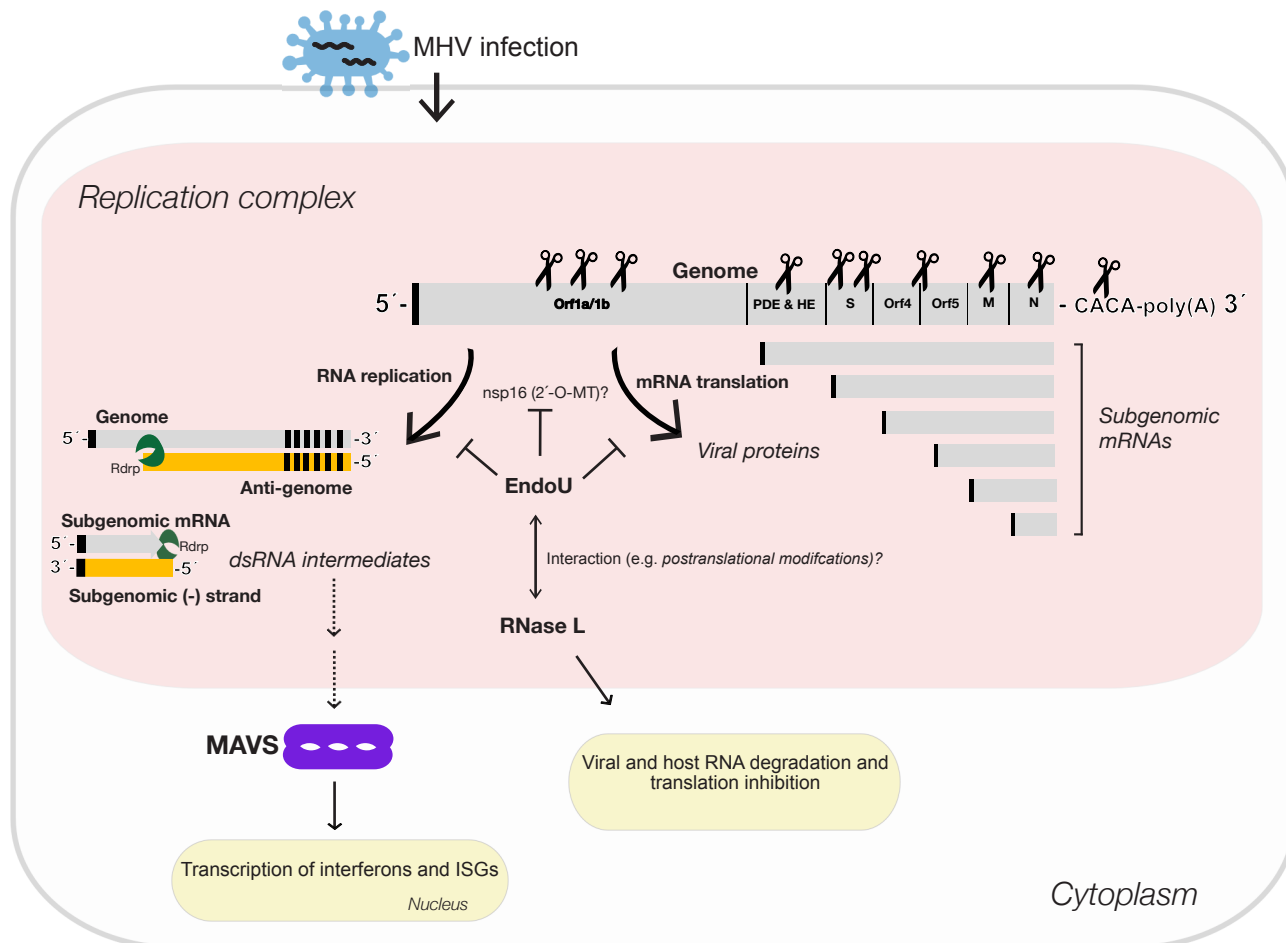 MHV infection
Replication complex
Genome
5´-
Orf1a/1b
PDE & HE
S
Orf4
Orf5
M
N
- CACA-poly(A) 3´
RNA replication
nsp16 (2´-O-MT)?
mRNA translation
Subgenomic
mRNAs
Viral proteins
Genome
5´-
-3´
Rdrp
-5´
Anti-genome
EndoU
Subgenomic mRNA
5´-
Rdrp
3´-
-5´
Subgenomic (-) strand
dsRNA intermediates
Interaction (e.g. postranslational modifcations)?
RNase L
MAVS
Viral and host RNA degradation and
translation inhibition
Transcription of interferons and ISGs
Nucleus
Cytoplasm